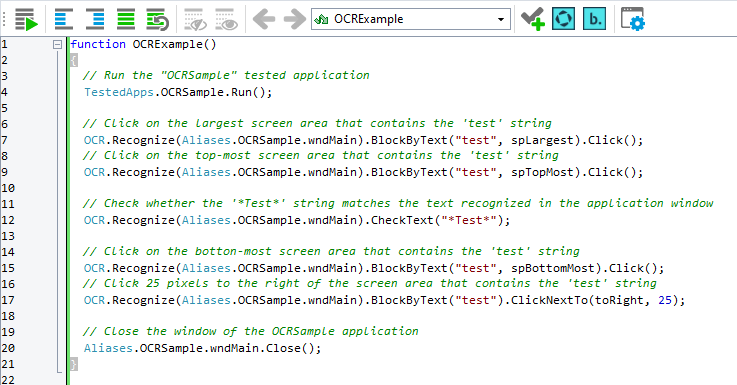 OCRExample
b.
1 function OCRExample()
2 {
3 // Run the "OCRSample" tested application
4 TestedApps.OCRSample.Run();
5
6 // Click on the largest screen area that contains the 'test' string
7 OCR.Recognize(Aliases.OCRSample.wndMain).BlockByText("test", spLargest).Click();
8 // Click on the top-most screen area that contains the 'test' string
9 OCR.Recognize(Aliases.OCRSample.wndMain).BlockByText("test", spTopMost).Click();
10
11 // Check whether the '*Test*' string matches the text recognized in the application window
12 OCR.Recognize(Aliases.OCRSample.wndMain).CheckText("*Test*");
13
14 // Click on the botton-most screen area that contains the 'test' string
15 OCR.Recognize(Aliases.OCRSample.wndMain).BlockByText("test", spBottomMost).Click();
16 // Click 25 pixels to the right of the screen area that contains the 'test' string
17 OCR.Recognize(Aliases.OCRSample.wndMain).BlockByText("test").ClickNextTo(toRight, 25);
18
19 // Close the window of the OCRSample application
20 Aliases.OCRSample.wndMain.Close();
21 }
22